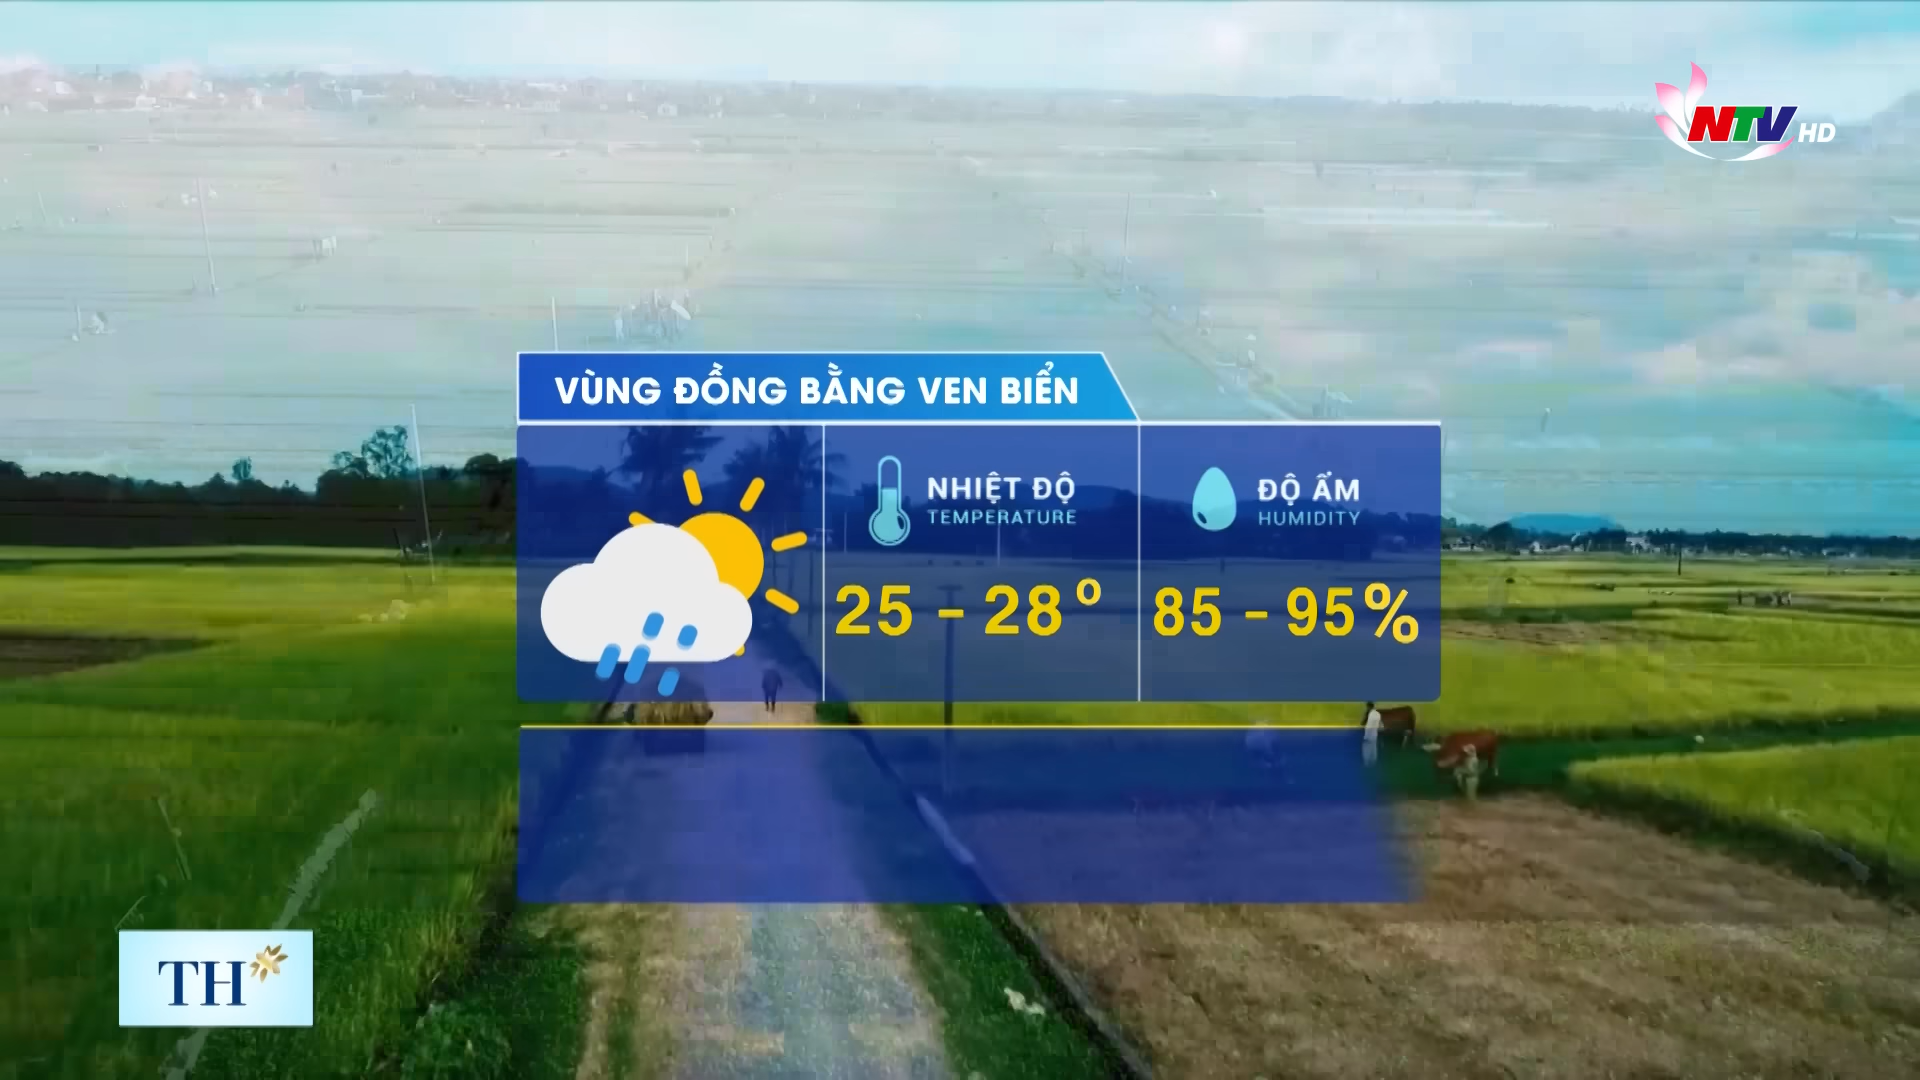 NTV HD
VÙNG ĐỒNG BẰNG VEN BIỂN
NHIỆT ĐỘ
TEMPERATURE
25 - 28°
ĐỘ ẨM
HUMIDITY
85 - 95%
TH